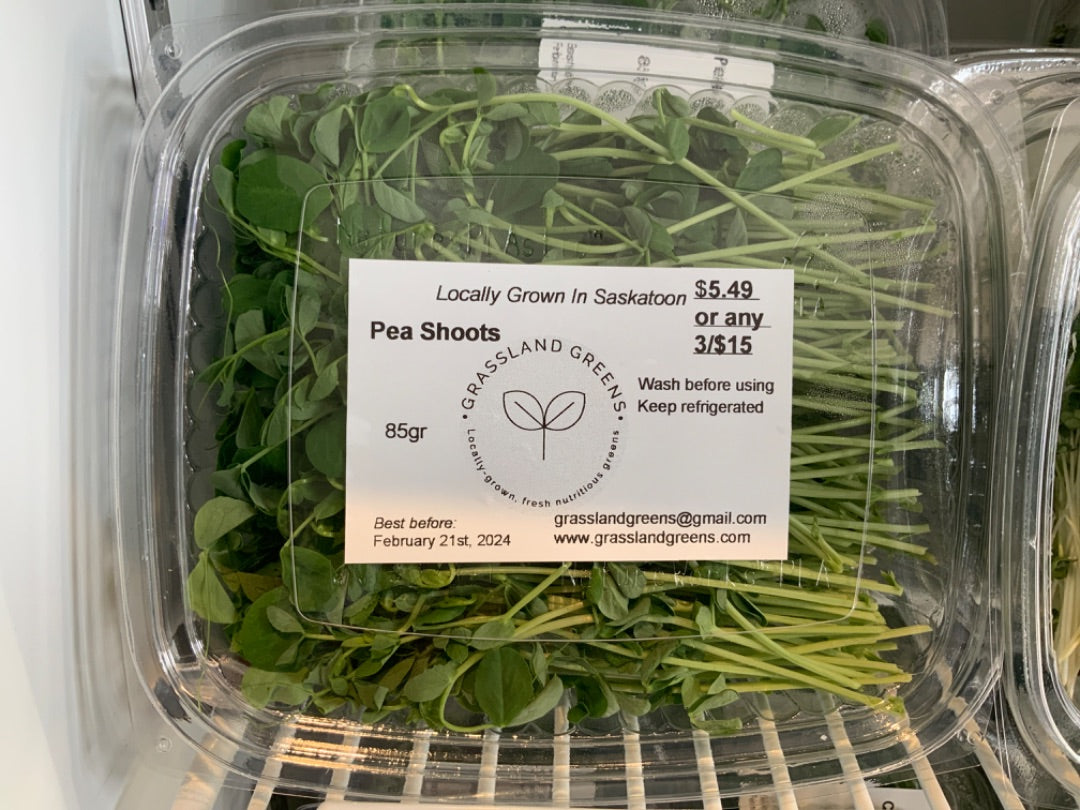 Locally Grown In Saskatoon
$5.49
or any
3/$15
Pea Shoots
• GRASSLAND GREENS •
Locally-grown, fresh nutritious greens
Wash before using
Keep refrigerated
85gr
Best before:
February 21st, 2024
grasslandgreens@gmail.com
www.grasslandgreens.com
PLA